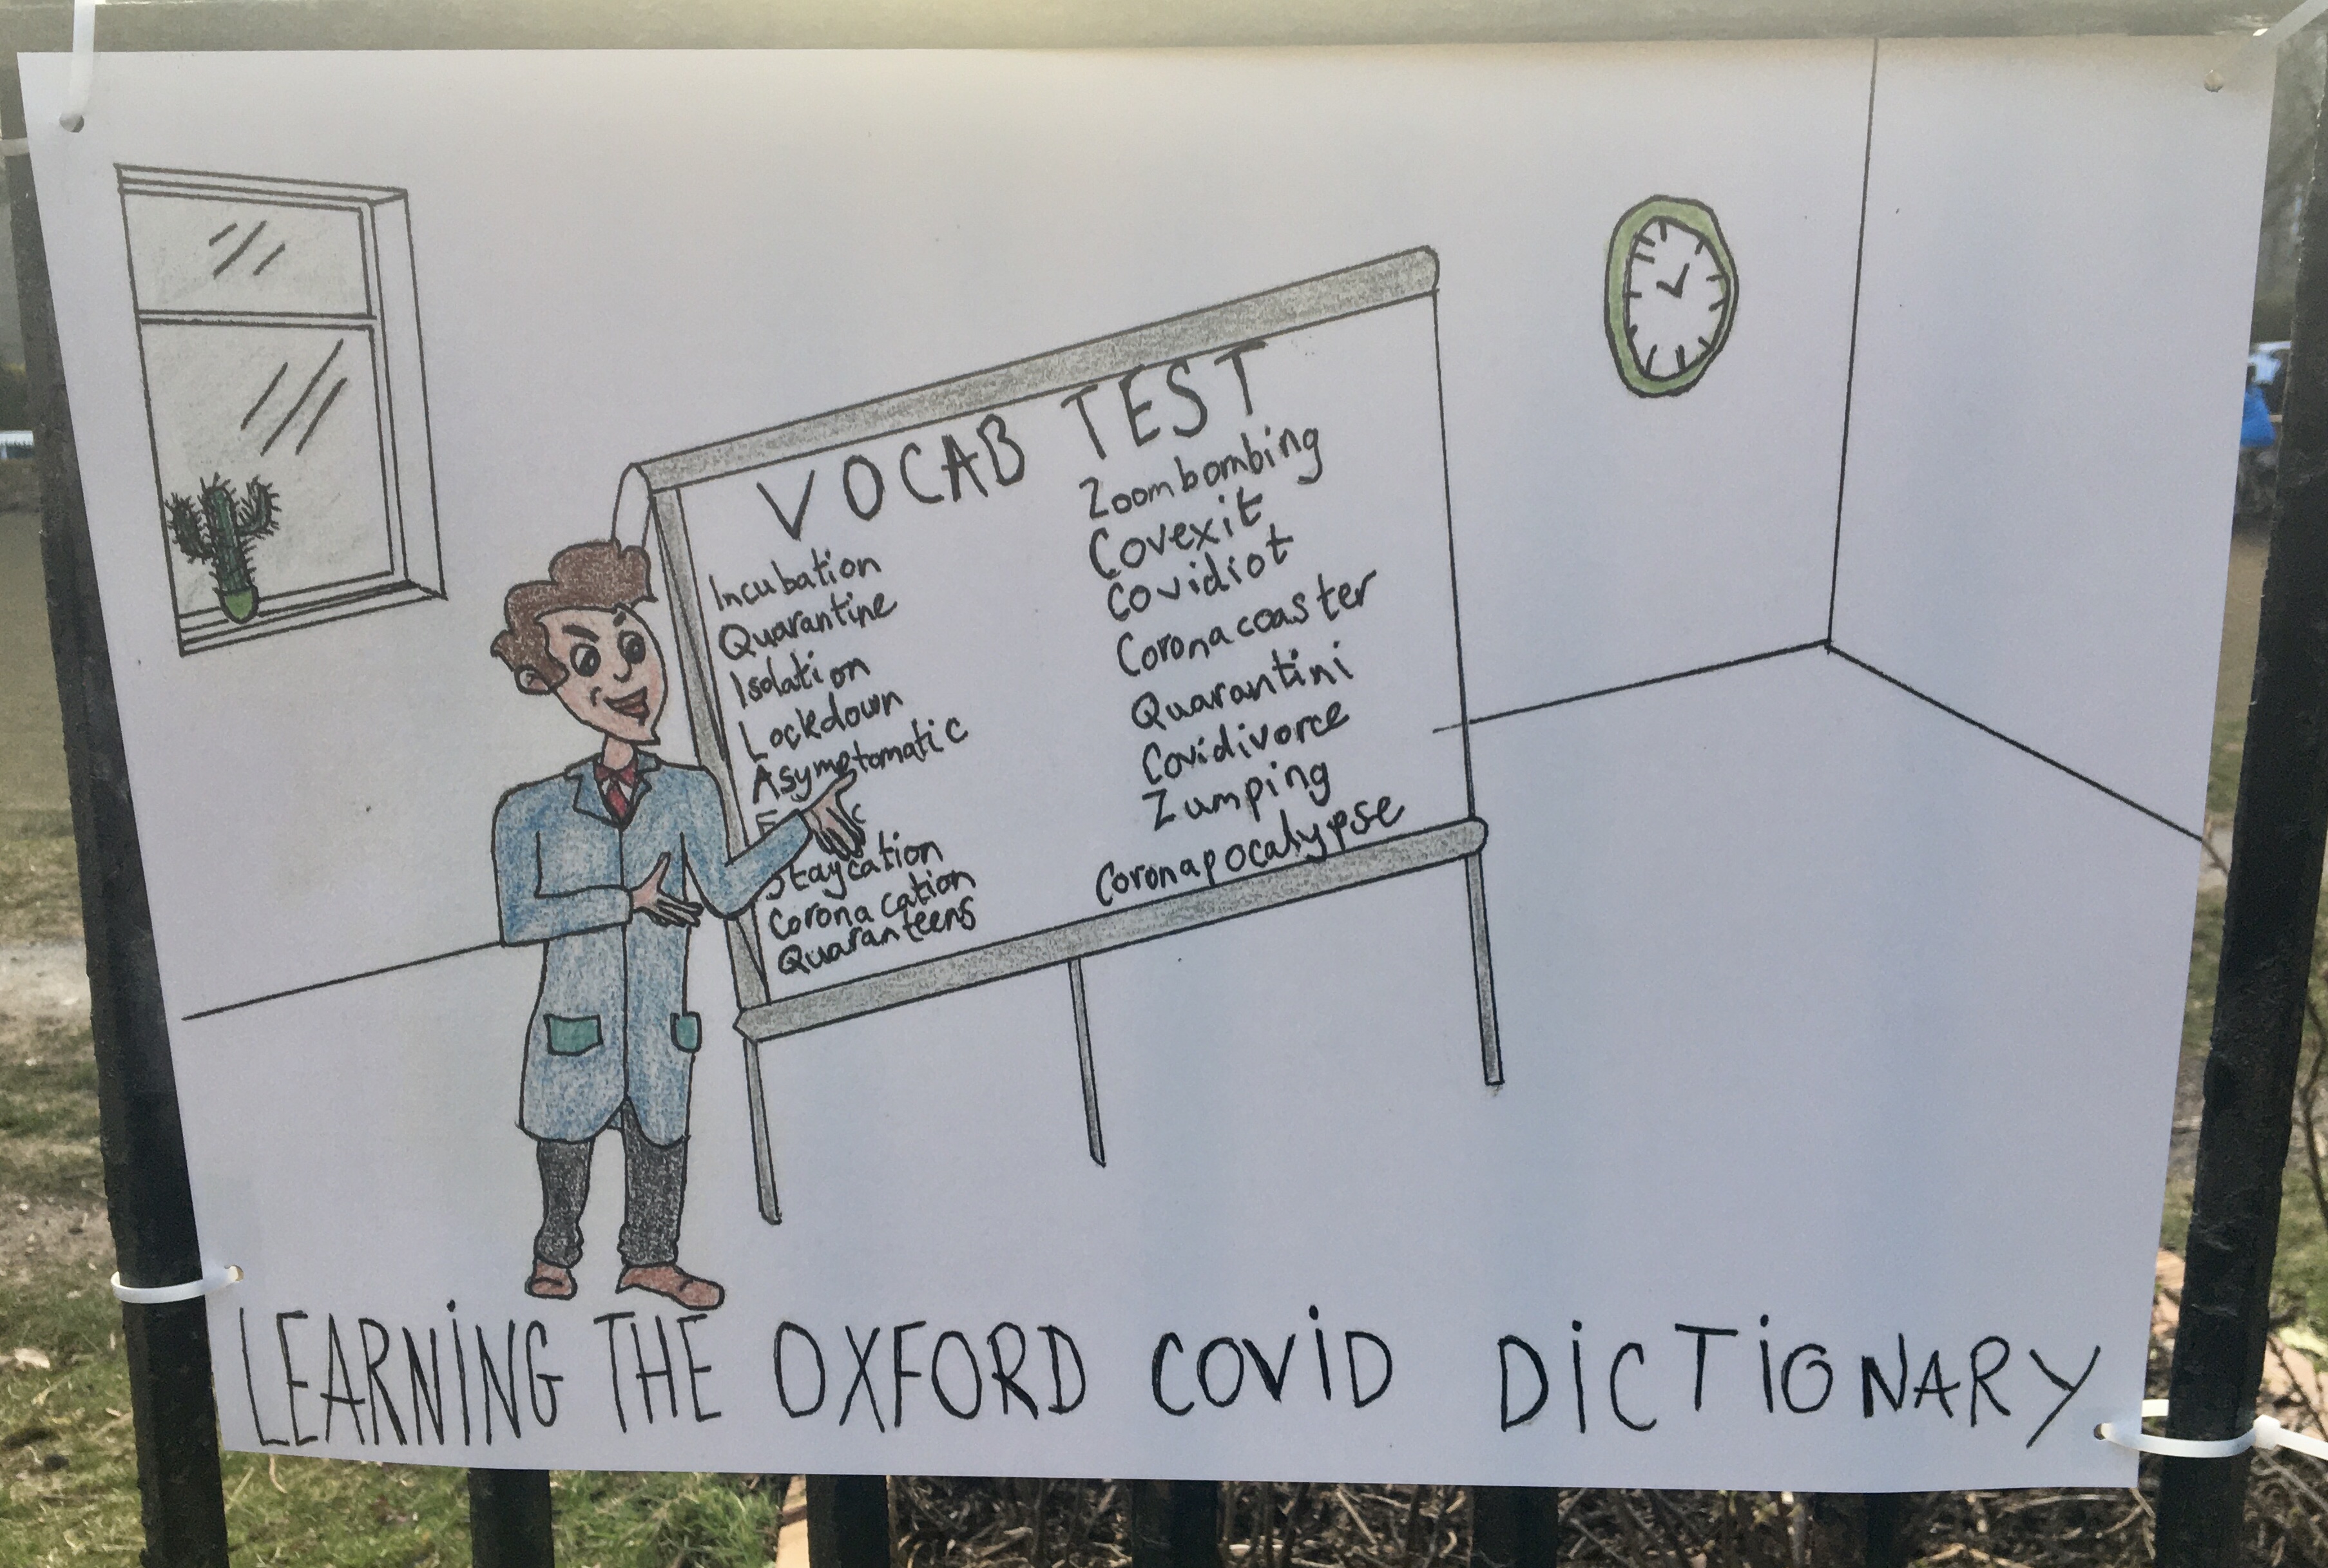 VOCAB TEST
Incubation
Quarantine
Isolation
Lockdown
Asymptomatic
Staycation
Coronacation
Quaranteens
Zoombombing
Covexit
Covidiot
Coronacoaster
Quarantini
Covidivorce
Zumping
Coronapocalypse
LEARNING THE OXFORD COVID DICTIONARY